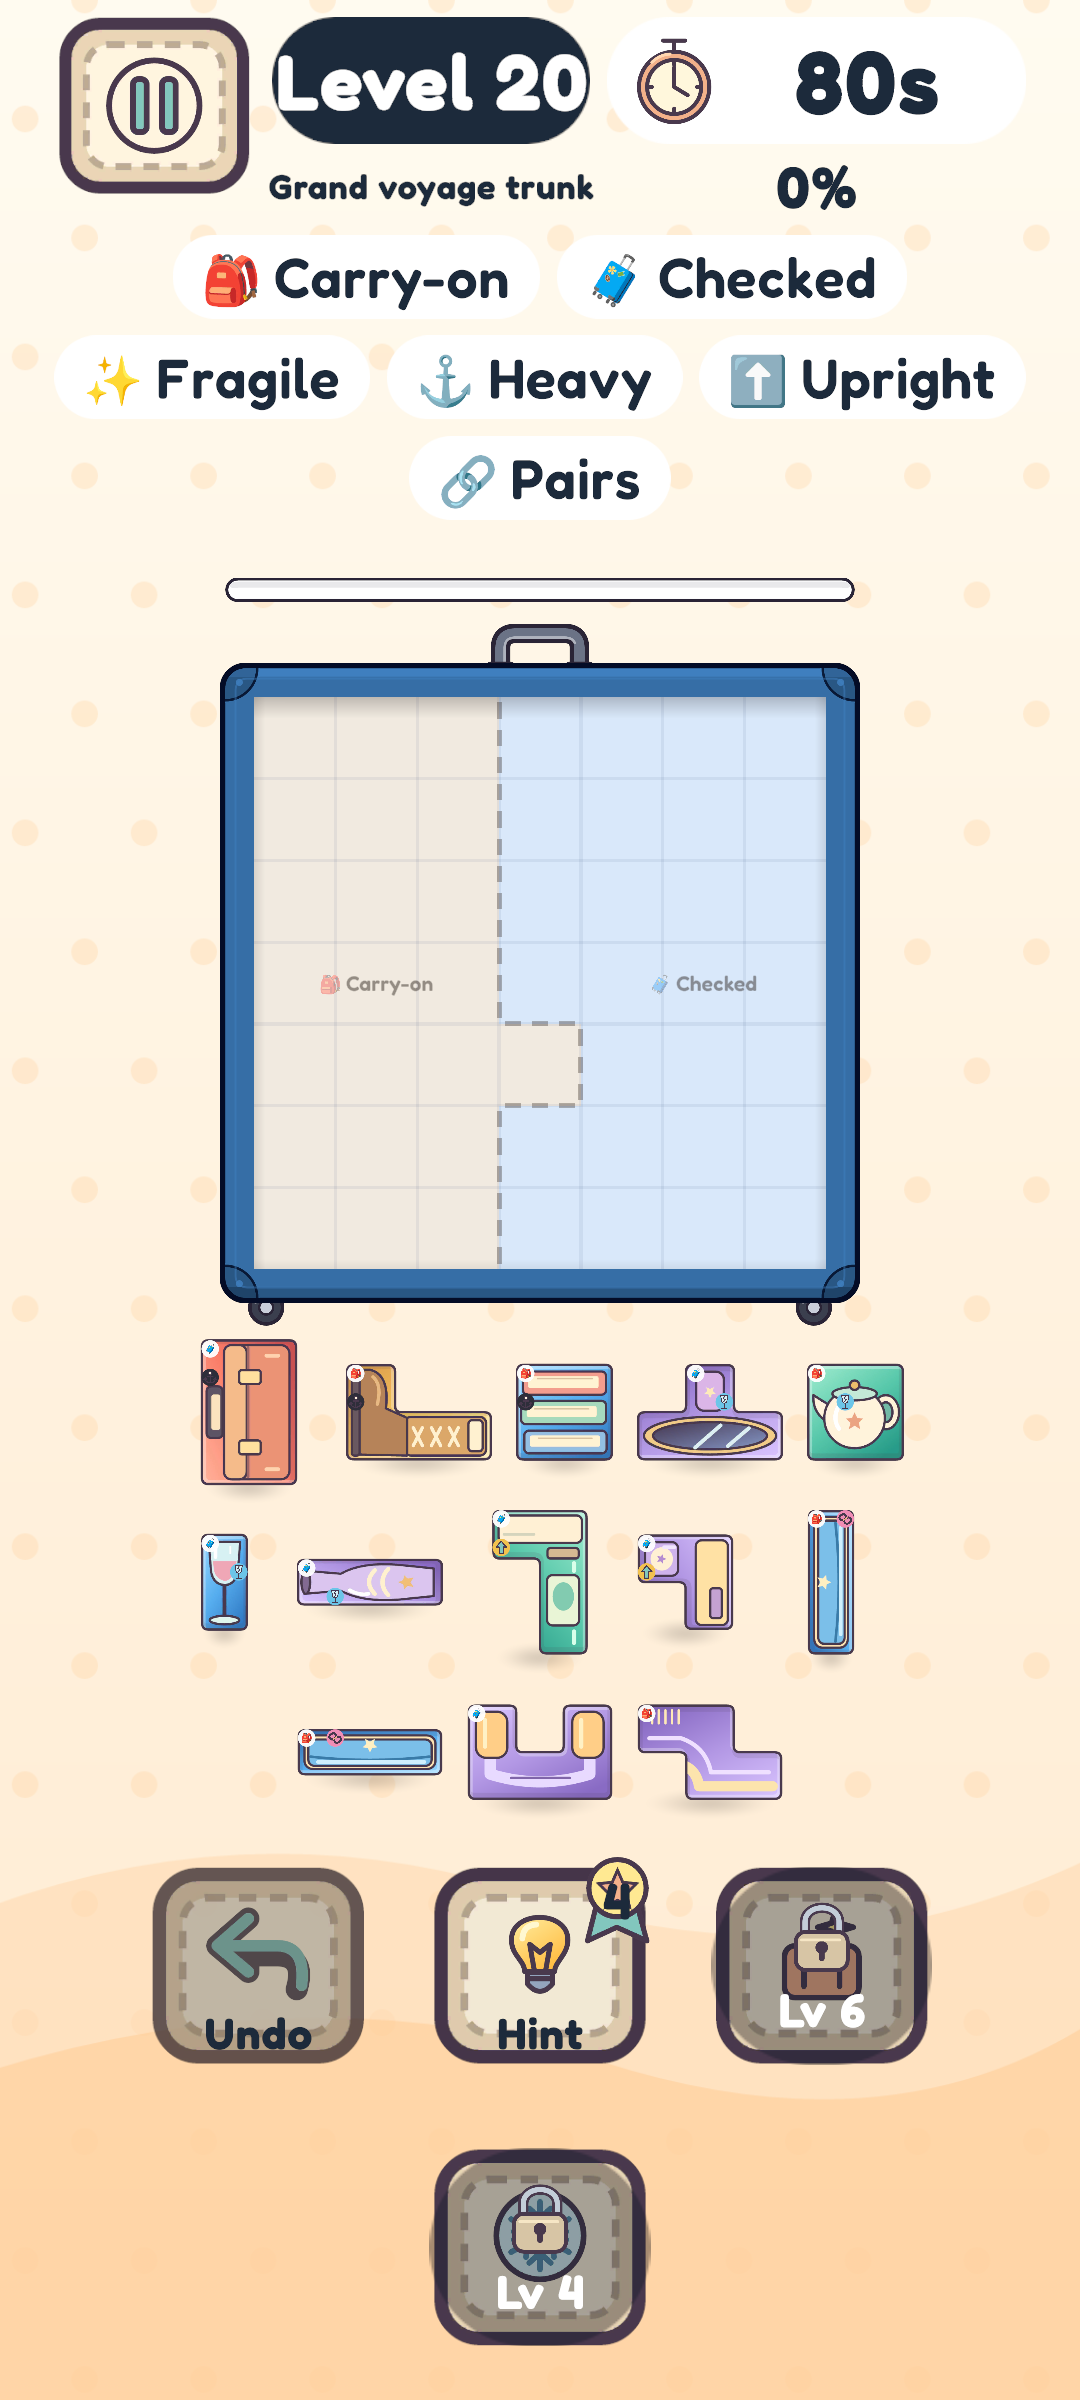 Level 20
80s
Grand voyage trunk
0%
Carry-on
Checked
Fragile
Heavy
Upright
Pairs
Carry-on
Checked
XXX
4
Undo
Hint
Lv 6
Lv 4